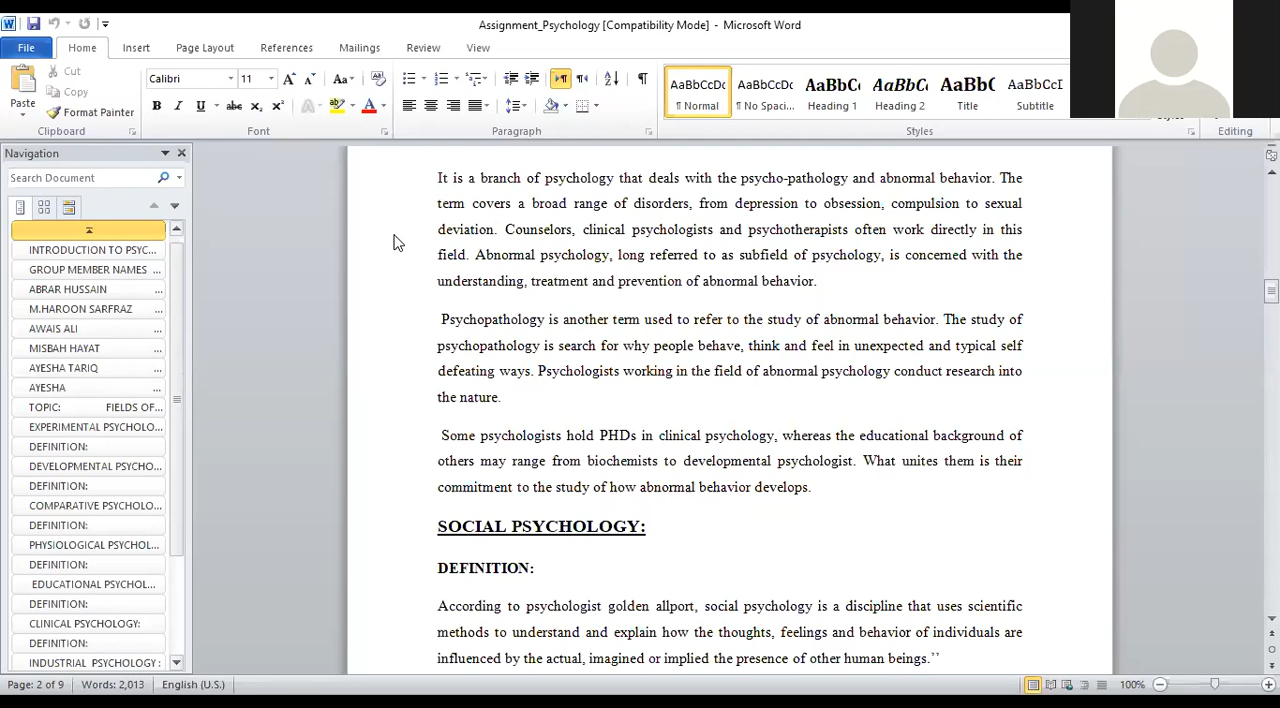 Assignment_Psychology [Compatibility Mode] - Microsoft Word
File Home Insert Page Layout References Mailings Review View
Paste
Cut
Copy
Format Painter
Calibri 11
AaBbCcDc AaBbCcDc AaBbC AaBbCc AaBb( AaBbCcI
¶ Normal ¶ No Spaci... Heading 1 Heading 2 Title Subtitle
Clipboard Font Paragraph Styles Editing
Navigation
Search Document
INTRODUCTION TO PSYC...
GROUP MEMBER NAMES ...
ABRAR HUSSAIN ...
M.HAROON SARFRAZ ...
AWAIS ALI ...
MISBAH HAYAT ...
AYESHA TARIQ ...
AYESHA ...
TOPIC: FIELDS OF...
EXPERIMENTAL PSYCHOLO...
DEFINITION:
DEVELOPMENTAL PSYCHO...
DEFINITION:
COMPARATIVE PSYCHOLO...
DEFINITION:
PHYSIOLOGICAL PSYCHOL...
DEFINITION:
EDUCATIONAL PSYCHOL...
DEFINITION:
CLINICAL PSYCHOLOGY:
DEFINITION:
INDUSTRIAL PSYCHOLOGY :
It is a branch of psychology that deals with the psycho-pathology and abnormal behavior. The
term covers a broad range of disorders, from depression to obsession, compulsion to sexual
deviation. Counselors, clinical psychologists and psychotherapists often work directly in this
field. Abnormal psychology, long referred to as subfield of psychology, is concerned with the
understanding, treatment and prevention of abnormal behavior.
Psychopathology is another term used to refer to the study of abnormal behavior. The study of
psychopathology is search for why people behave, think and feel in unexpected and typical self
defeating ways. Psychologists working in the field of abnormal psychology conduct research into
the nature.
Some psychologists hold PHDs in clinical psychology, whereas the educational background of
others may range from biochemists to developmental psychologist. What unites them is their
commitment to the study of how abnormal behavior develops.
SOCIAL PSYCHOLOGY:
DEFINITION:
According to psychologist golden allport, social psychology is a discipline that uses scientific
methods to understand and explain how the thoughts, feelings and behavior of individuals are
influenced by the actual, imagined or implied the presence of other human beings.’’
Page: 2 of 9 Words: 2,013 English (U.S.) 100%